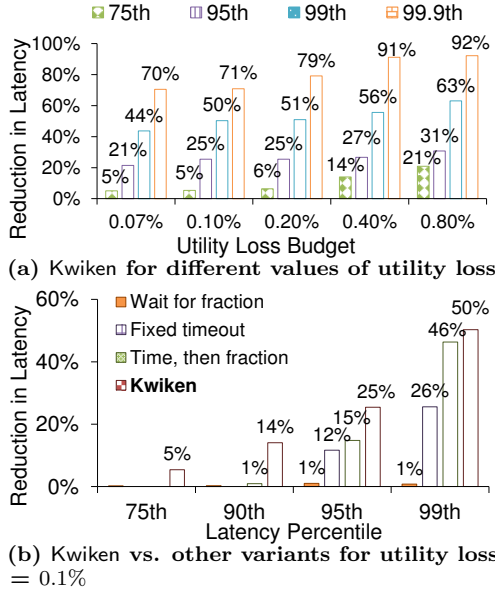 75th 95th 99th 99.9th
100%
80%
60%
40%
20%
0%
Reduction in Latency
5% 21% 44% 70%
5% 25% 50% 71%
6% 25% 51% 79%
14% 27% 56% 91%
21% 31% 63% 92%
0.07% 0.10% 0.20% 0.40% 0.80%
Utility Loss Budget
(a) Kwiken for different values of utility loss
60%
40%
20%
0%
Reduction in Latency
Wait for fraction
Fixed timeout
Time, then fraction
Kwiken
5%
1% 14%
1% 12% 15% 25%
1% 26% 46% 50%
75th 90th 95th 99th
Latency Percentile
(b) Kwiken vs. other variants for utility loss
= 0.1%